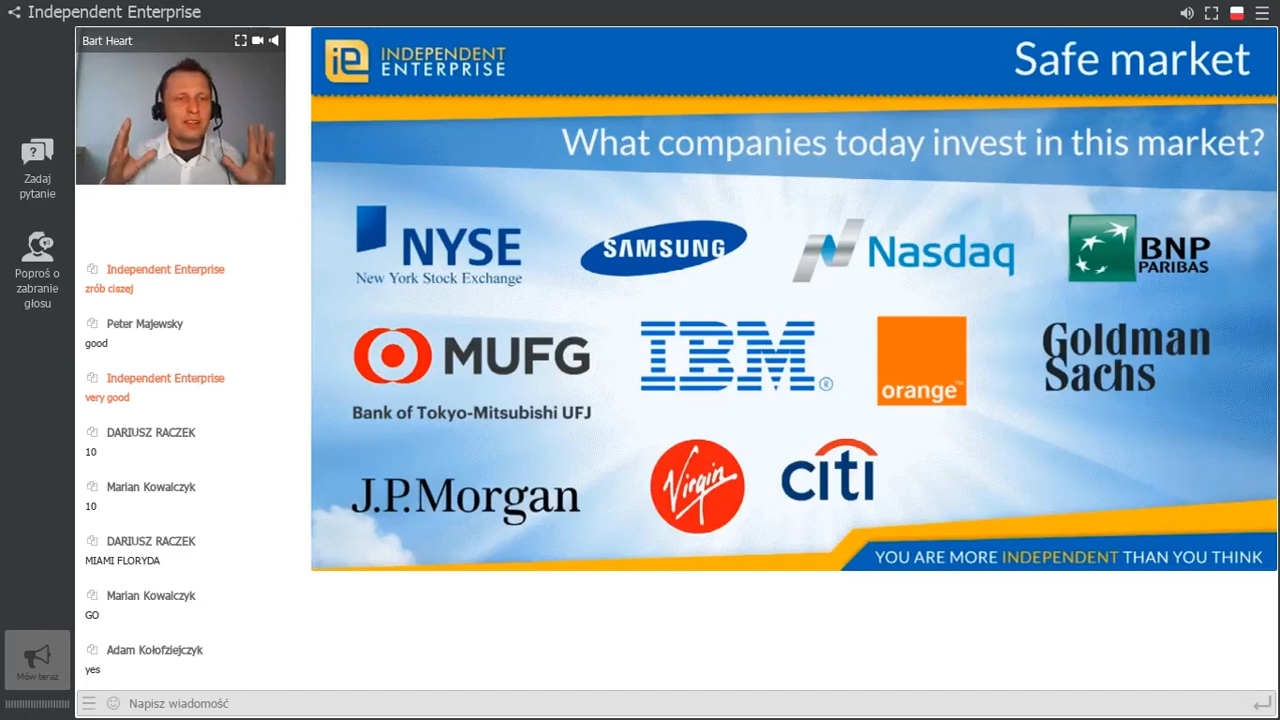 Independent Enterprise
Bart Heart
Zadaj
pytanie
Poproś o
zabranie
głosu
Mów teraz
Independent Enterprise
zrób ciszej
Peter Majewsky
good
Independent Enterprise
very good
DARIUSZ RACZEK
10
Marian Kowalczyk
10
DARIUSZ RACZEK
MIAMI FLORYDA
Marian Kowalczyk
GO
Adam Kołofziejczyk
yes
Napisz wiadomość
ie INDEPENDENT
ENTERPRISE
Safe market
What companies today invest in this market?
NYSE
New York Stock Exchange
SAMSUNG
Nasdaq
BNP
PARIBAS
MUFG
Bank of Tokyo-Mitsubishi UFJ
IBM®
orange™
Goldman
Sachs
J.P.Morgan
Virgin
citi
YOU ARE MORE INDEPENDENT THAN YOU THINK